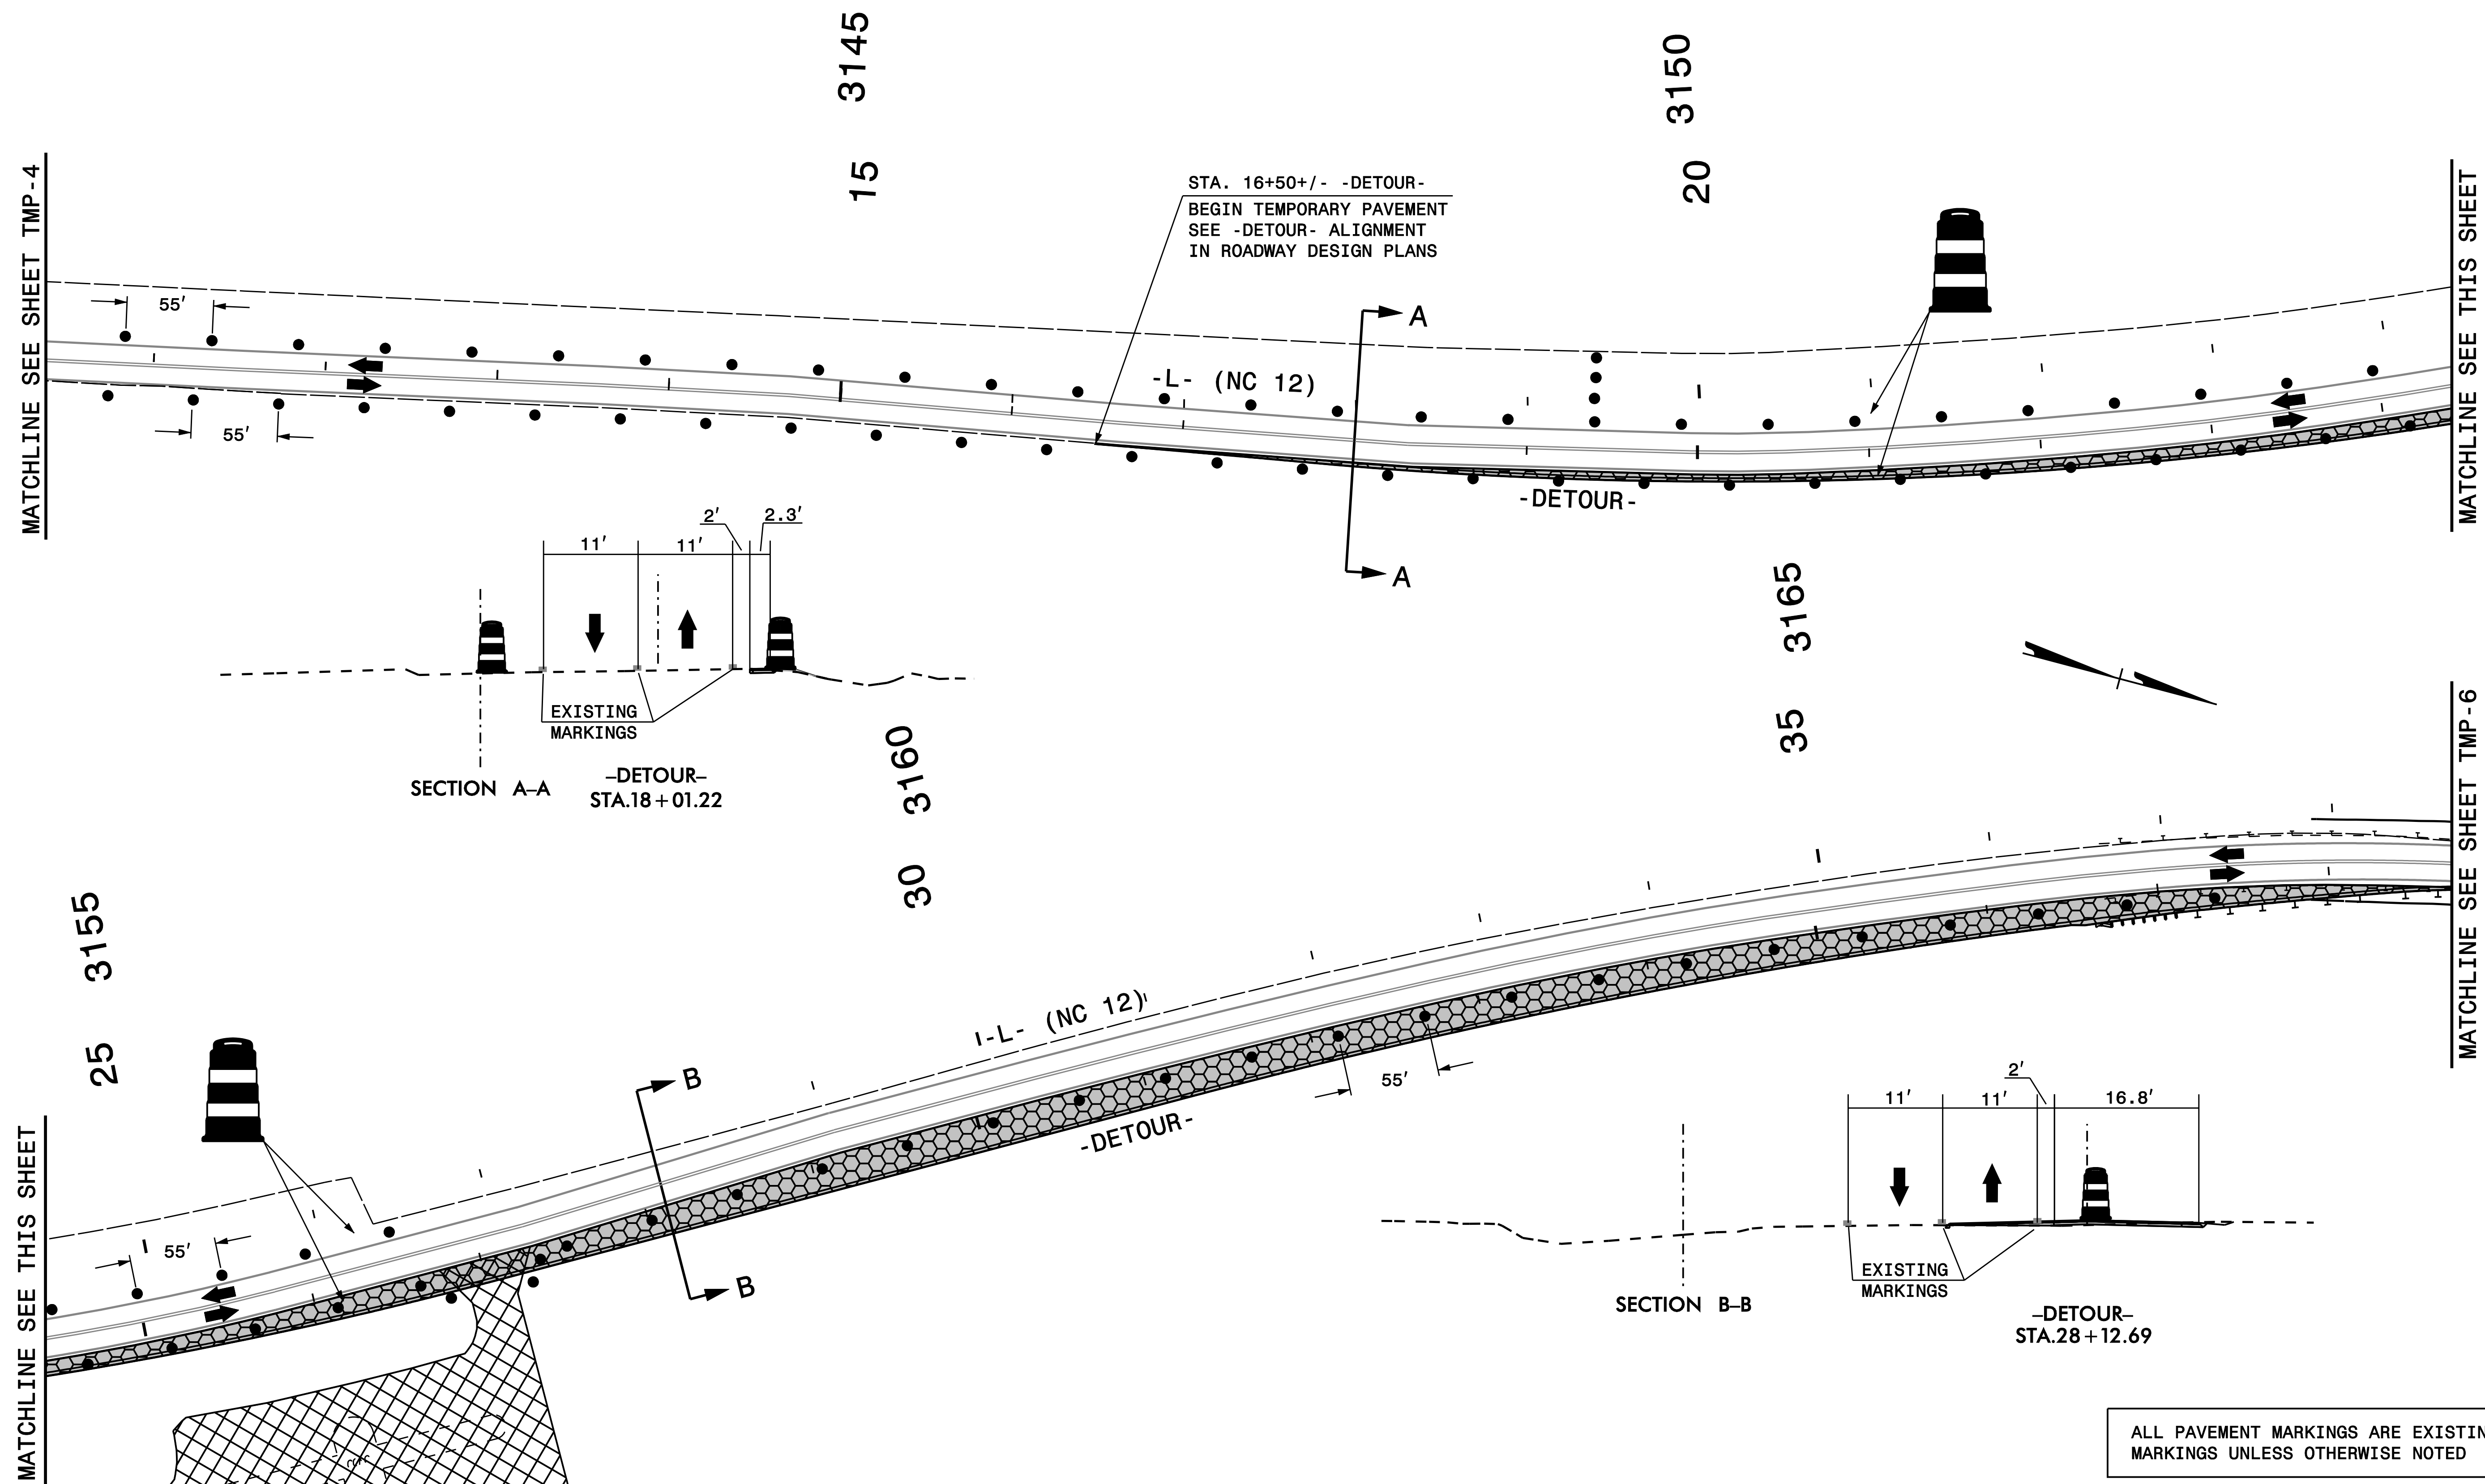 3145
3150
15
20
MATCHLINE SEE SHEET TMP-4
STA. 16+50+/- -DETOUR-
BEGIN TEMPORARY PAVEMENT
SEE -DETOUR- ALIGNMENT
IN ROADWAY DESIGN PLANS
MATCHLINE SEE THIS SHEET
55'
A
-L- (NC 12)
55'
-DETOUR-
A
2'
2.3'
11'
11'
EXISTING
MARKINGS
SECTION A–A
–DETOUR–
STA.18+01.22
3165
35
3160
30
MATCHLINE SEE SHEET TMP-6
3155
25
-L- (NC 12)
B
55'
-DETOUR-
B
55'
MATCHLINE SEE THIS SHEET
2'
11'
11'
16.8'
EXISTING
MARKINGS
SECTION B–B
–DETOUR–
STA.28+12.69
ALL PAVEMENT MARKINGS ARE EXISTIN
MARKINGS UNLESS OTHERWISE NOTED